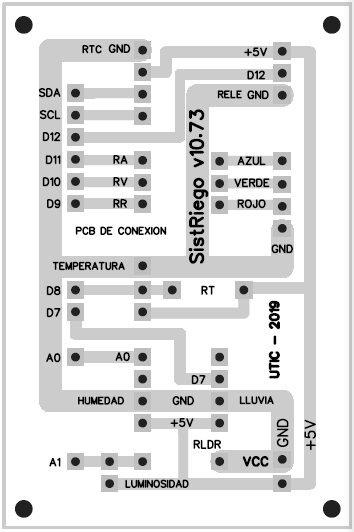 RTC GND
+5V
D12
SDA
RELE GND
SCL
D12
D11 RA AZUL
D10 RV VERDE
D9 RR ROJO
SistRiego v10.73
PCB DE CONEXION
GND
TEMPERATURA
D8 RT
D7
UTIC - 2019
A0 A0
D7
HUMEDAD GND LLUVIA
+5V
GND
+5V
RLDR
A1 VCC
LUMINOSIDAD